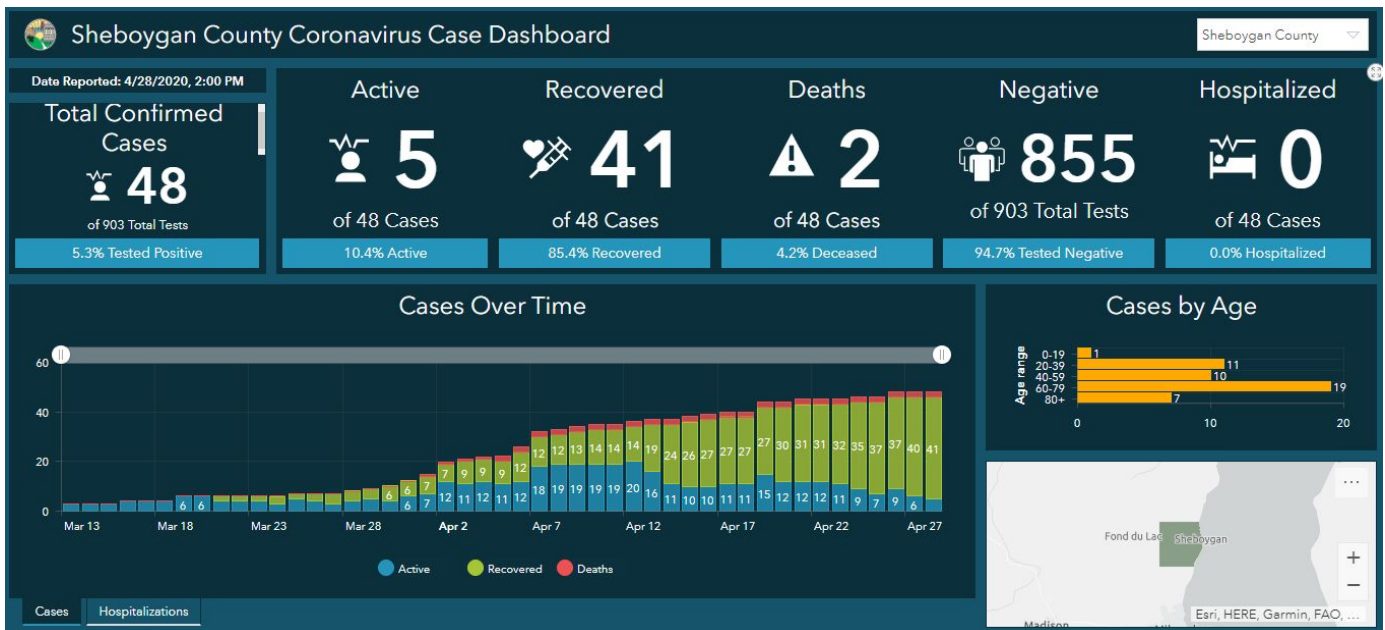 Sheboygan County Coronavirus Case Dashboard
Sheboygan County
Date Reported: 4/28/2020, 2:00 PM
Total Confirmed
Cases
48
of 903 Total Tests
5.3% Tested Positive
Active
5
of 48 Cases
10.4% Active
Recovered
41
of 48 Cases
85.4% Recovered
Deaths
2
of 48 Cases
4.2% Deceased
Negative
855
of 903 Total Tests
94.7% Tested Negative
Hospitalized
0
of 48 Cases
0.0% Hospitalized
Cases Over Time
60
40
20
0
7 9 9 9 12 12 12 13 14 14 14 19 24 26 27 27 27 27 30 31 31 32 35 37 37 40 41
6 6 6 6 7 6 7 12 11 12 11 12 18 19 19 19 19 20 16 11 10 10 11 11 15 12 12 12 11 9 7 9 6
Mar 13 Mar 18 Mar 23 Mar 28 Apr 2 Apr 7 Apr 12 Apr 17 Apr 22 Apr 27
Active Recovered Deaths
Cases Hospitalizations
Cases by Age
Age range
0-19 1
20-39 11
40-59 10
60-79 19
80+ 7
0 10 20
...
Fond du Lac Sheboygan
+
−
Madison
Esri, HERE, Garmin, FAO, ...